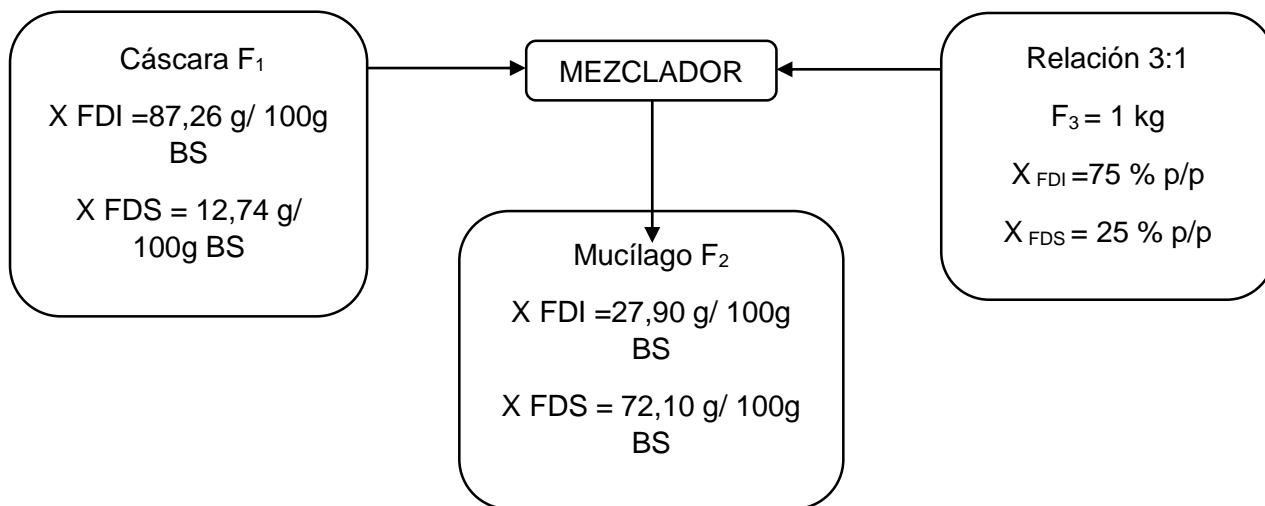 Cáscara F₁
X FDI =87,26 g/ 100g
BS
X FDS = 12,74 g/
100g BS
MEZCLADOR
Relación 3:1
F₃ = 1 kg
X FDI =75 % p/p
X FDS = 25 % p/p
Mucílago F₂
X FDI =27,90 g/ 100g
BS
X FDS = 72,10 g/ 100g
BS